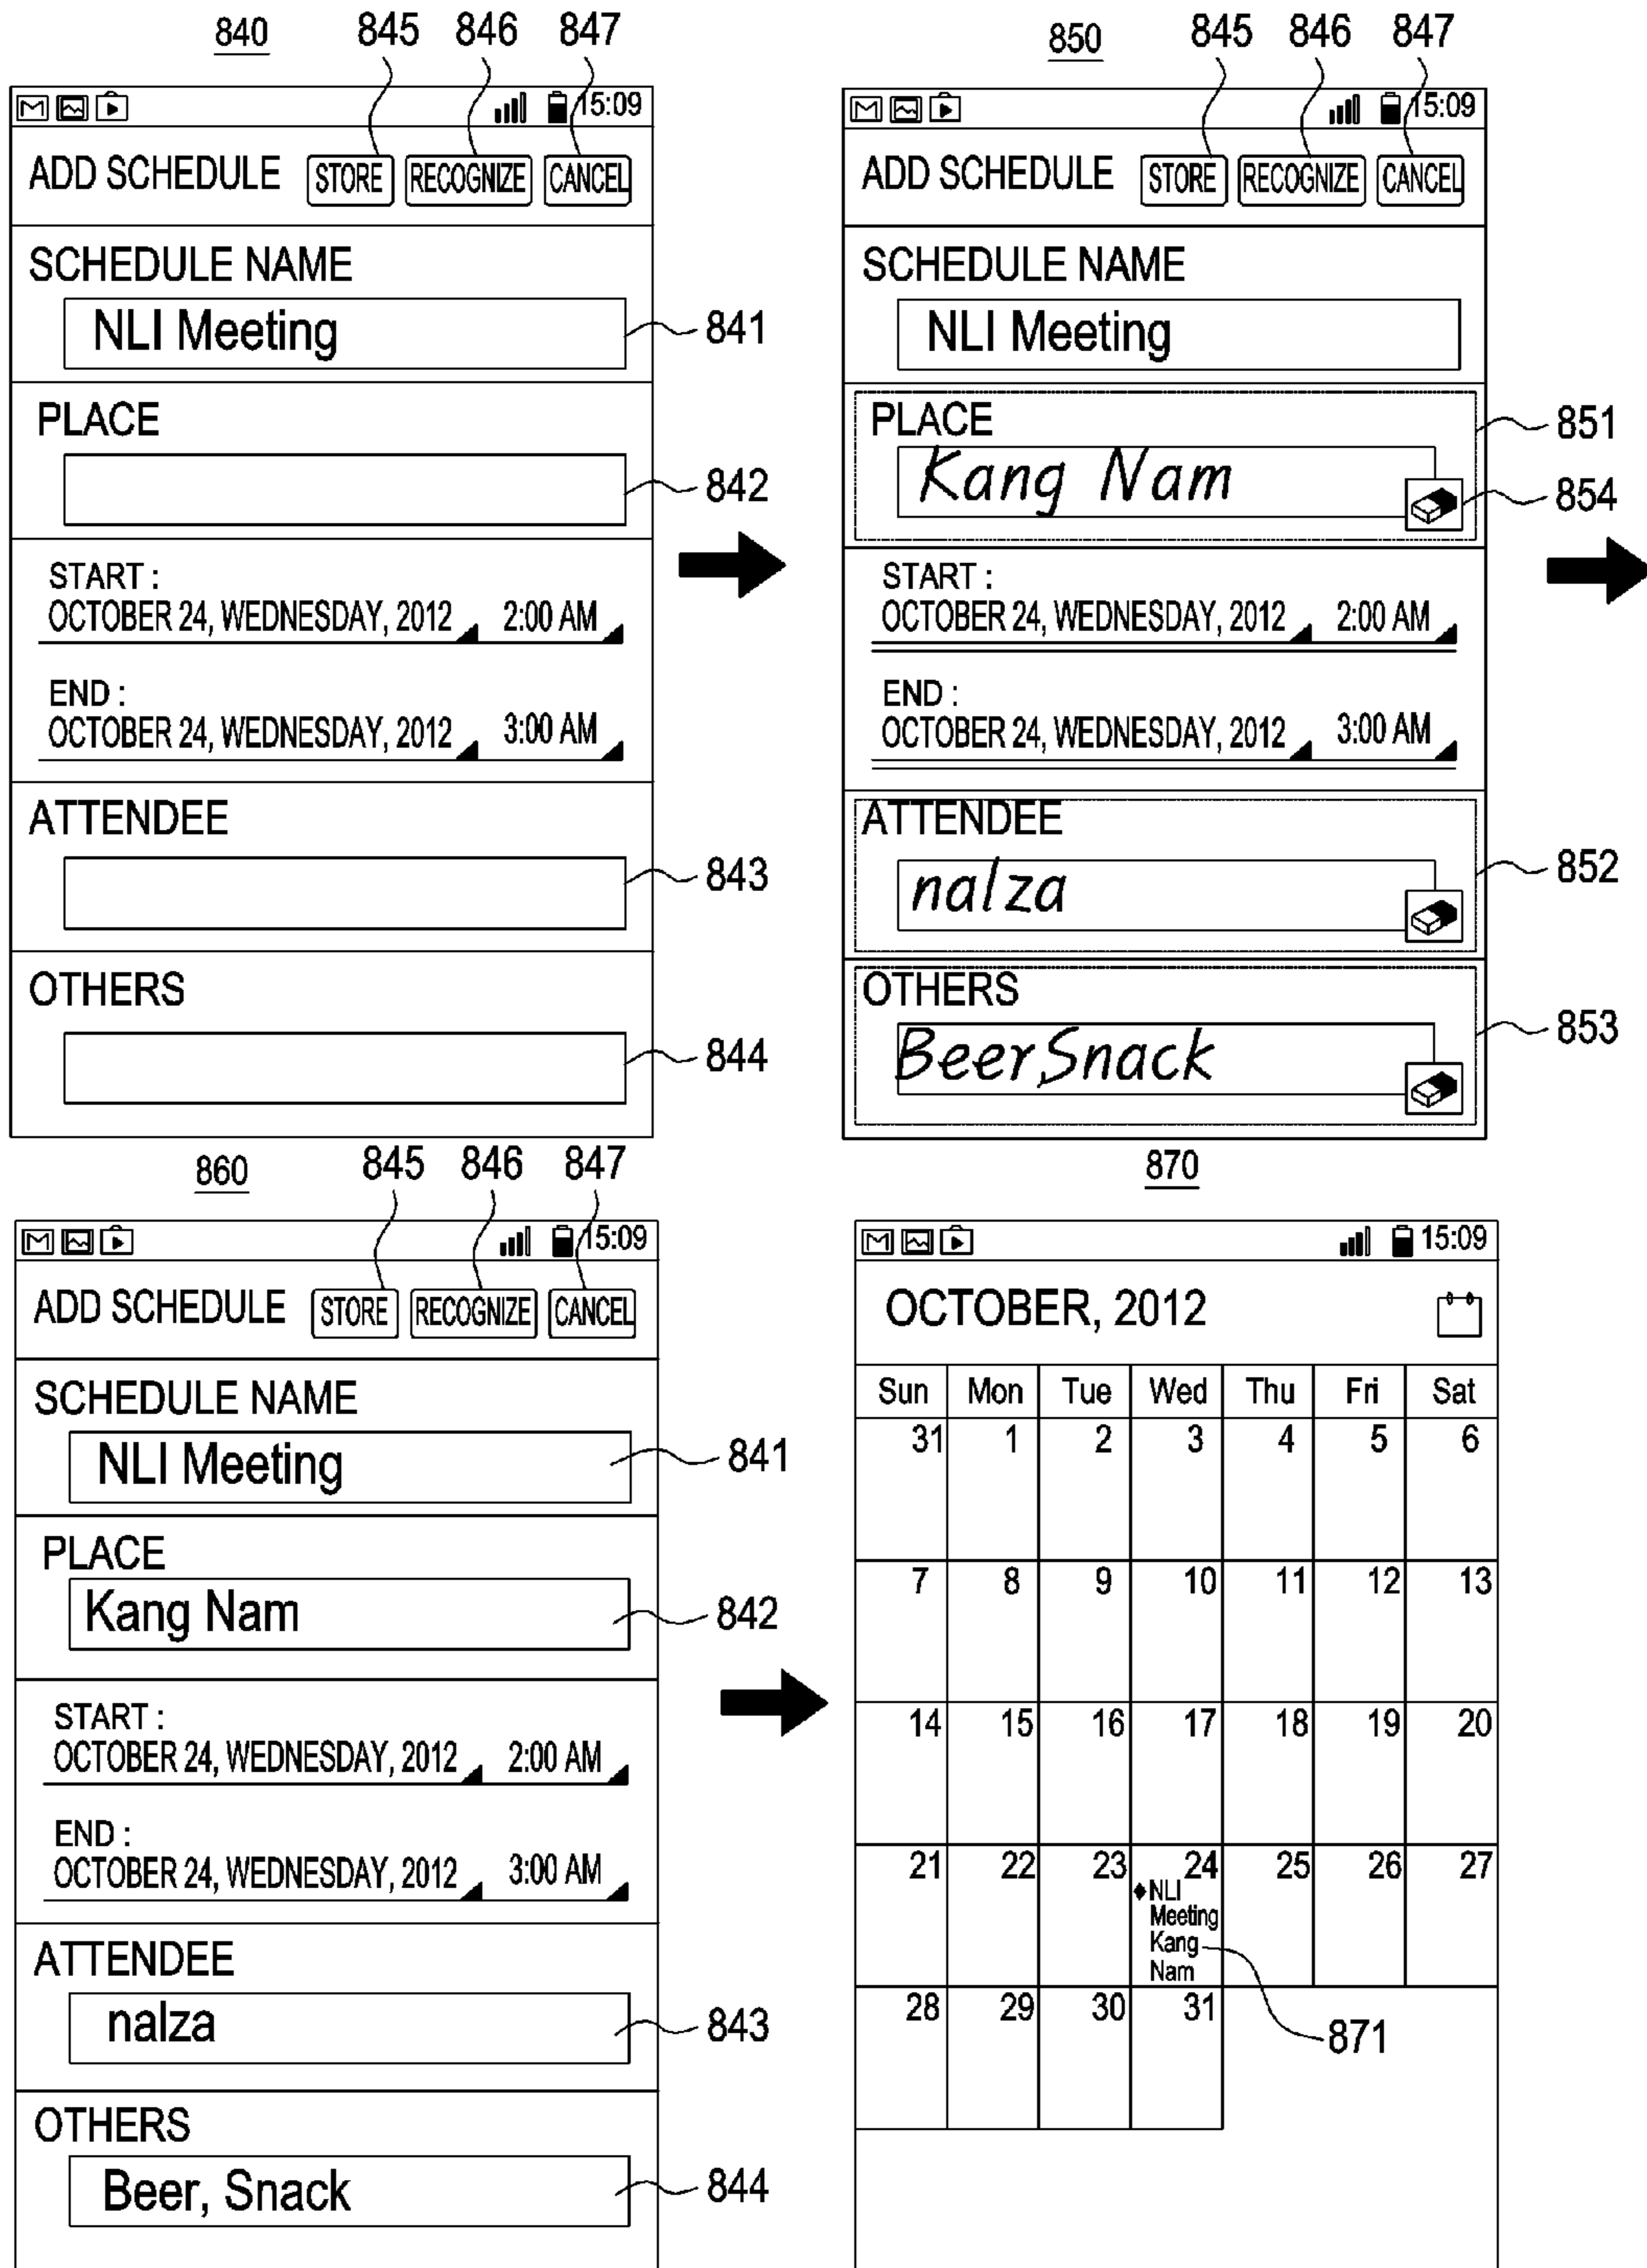 840 845 846 847
15:09
ADD SCHEDULE STORE RECOGNIZE CANCEL
SCHEDULE NAME
NLI Meeting 841
PLACE
842
START :
OCTOBER 24, WEDNESDAY, 2012 2:00 AM
END :
OCTOBER 24, WEDNESDAY, 2012 3:00 AM
ATTENDEE
843
OTHERS
844
850 845 846 847
15:09
ADD SCHEDULE STORE RECOGNIZE CANCEL
SCHEDULE NAME
NLI Meeting
PLACE 851
Kang Nam 854
START :
OCTOBER 24, WEDNESDAY, 2012 2:00 AM
END :
OCTOBER 24, WEDNESDAY, 2012 3:00 AM
ATTENDEE
nalza 852
OTHERS
Beer,Snack 853
860 845 846 847
15:09
ADD SCHEDULE STORE RECOGNIZE CANCEL
SCHEDULE NAME
NLI Meeting 841
PLACE
Kang Nam 842
START :
OCTOBER 24, WEDNESDAY, 2012 2:00 AM
END :
OCTOBER 24, WEDNESDAY, 2012 3:00 AM
ATTENDEE
nalza 843
OTHERS
Beer, Snack 844
870
15:09
OCTOBER, 2012
Sun Mon Tue Wed Thu Fri Sat
31 1 2 3 4 5 6
7 8 9 10 11 12 13
14 15 16 17 18 19 20
21 22 23 24 25 26 27
NLI
Meeting
Kang
Nam
28 29 30 31
871